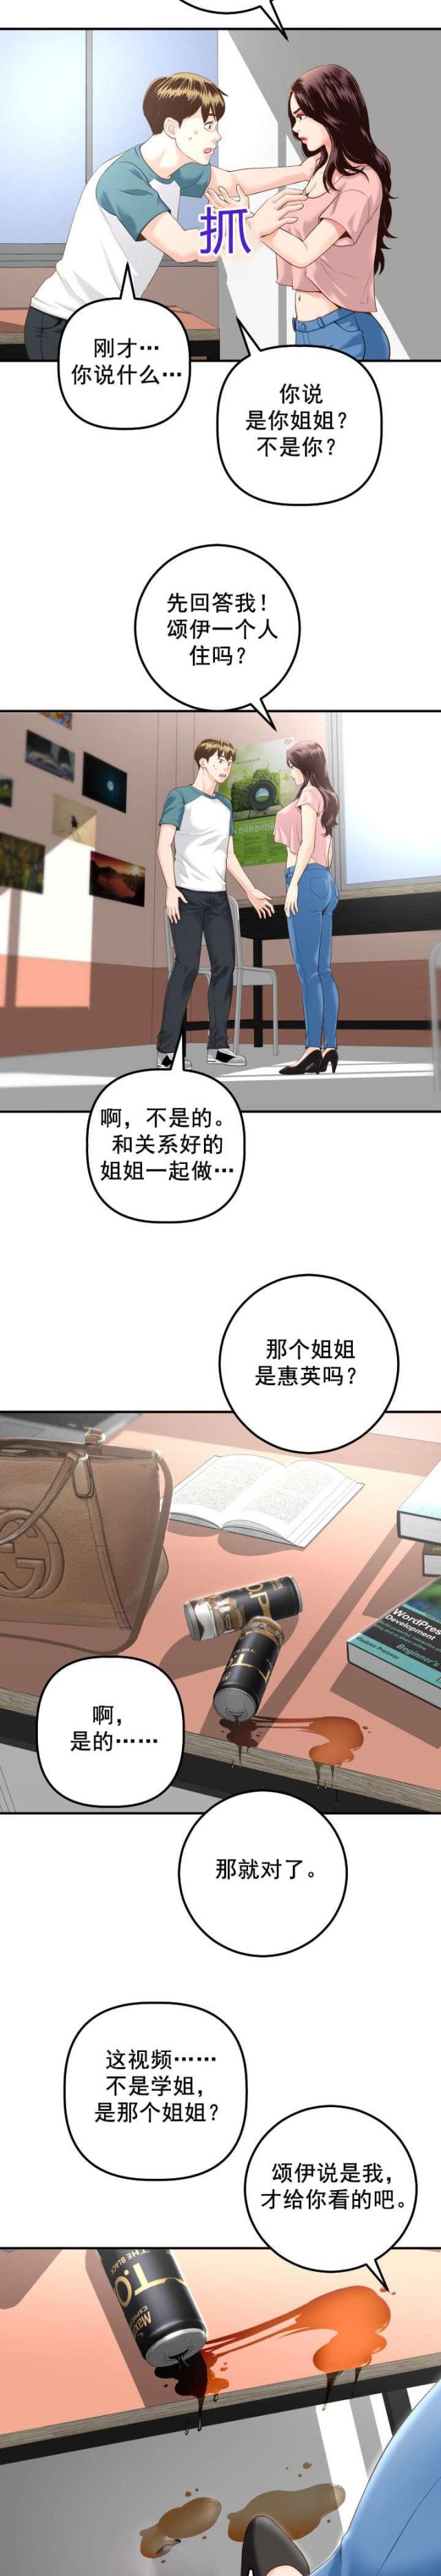 抓
刚才…
你说什么…
你说
是你姐姐？
不是你？
先回答我！
颂伊一个人
住吗？
啊，不是的。
和关系好的
姐姐一起做…
那个姐姐
是惠英吗？
WordPress
Development
Beginner's
啊，
是的……
那就对了。
这视频……
不是学姐，
是那个姐姐？
颂伊说是我，
才给你看的吧。
T.O
THE BLACK
Max